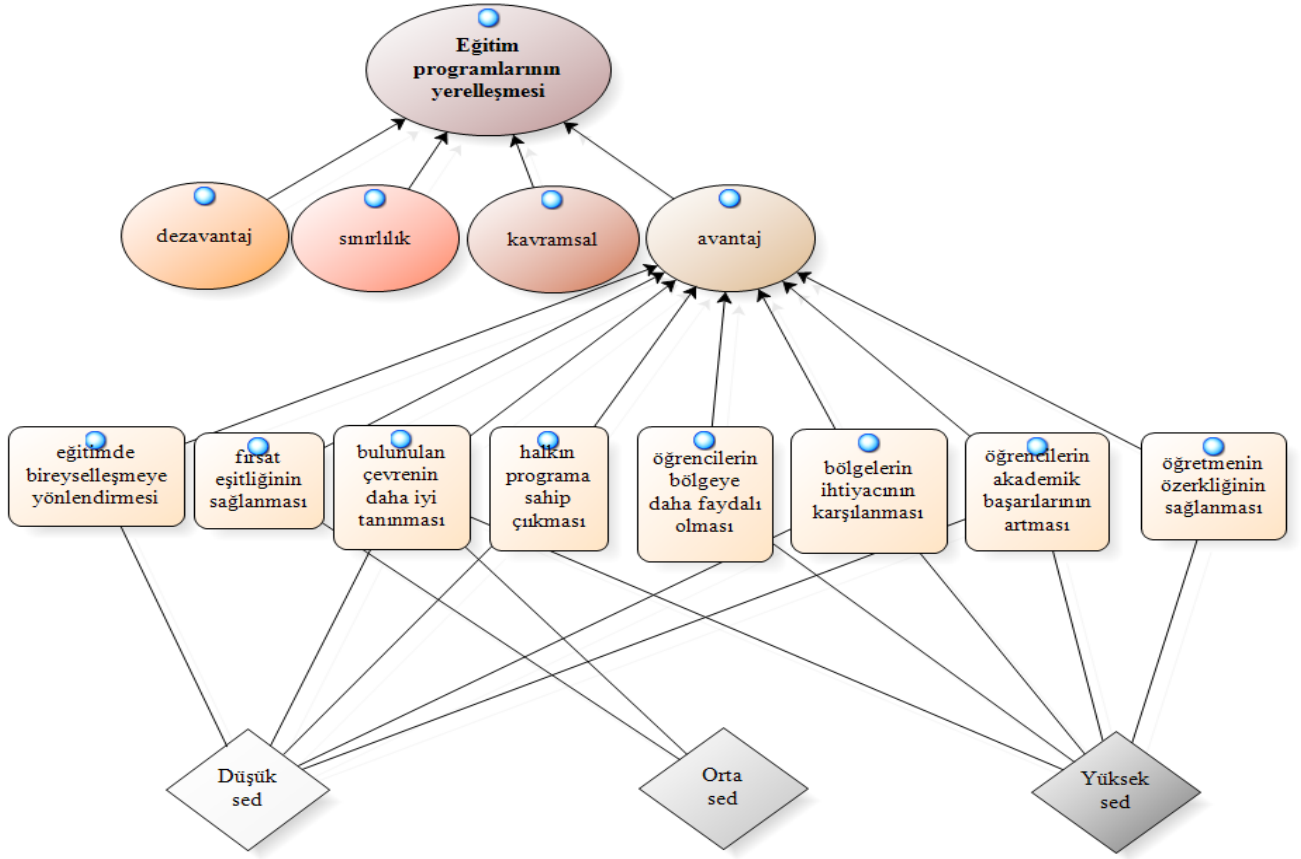 Eğitim
programlarının
yerelleşmesi
dezavantaj
sınırlılık
kavramsal
avantaj
eğitimde
bireyselleşmeye
yönlendirmesi
fırsat
eşitliğinin
sağlanması
bulunulan
çevrenin
daha iyi
tanınması
halkın
programa
sahip
çıikması
öğrencilerin
bölgeye
daha faydalı
olması
bölgelerin
ihtiyacının
karşılanması
öğrencilerin
akademik
başarılarının
artması
öğretmenin
özerkliğinin
sağlanması
Düşük
sed
Orta
sed
Yüksek
sed